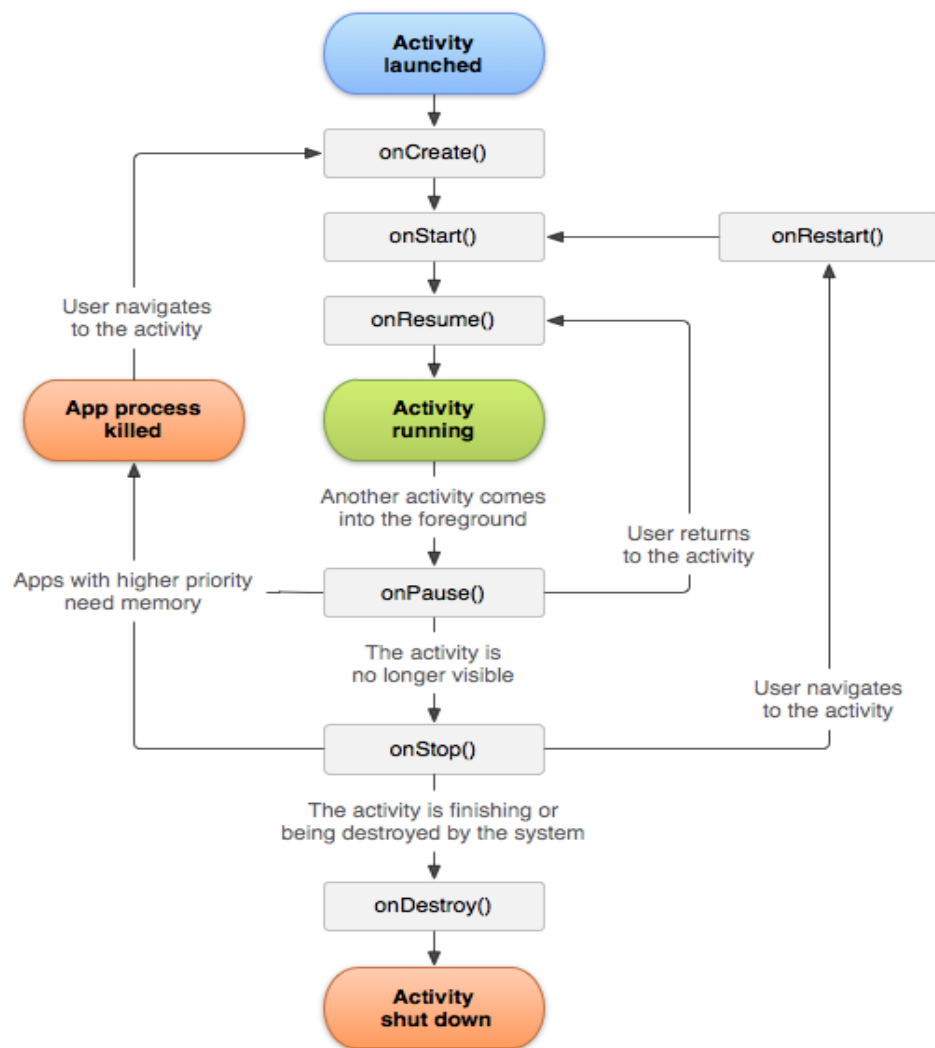 Activity
launched
onCreate()
onStart()
onRestart()
User navigates
to the activity
onResume()
App process
killed
Activity
running
Another activity comes
into the foreground
User returns
to the activity
Apps with higher priority
need memory
onPause()
The activity is
no longer visible
User navigates
to the activity
onStop()
The activity is finishing or
being destroyed by the system
onDestroy()
Activity
shut down